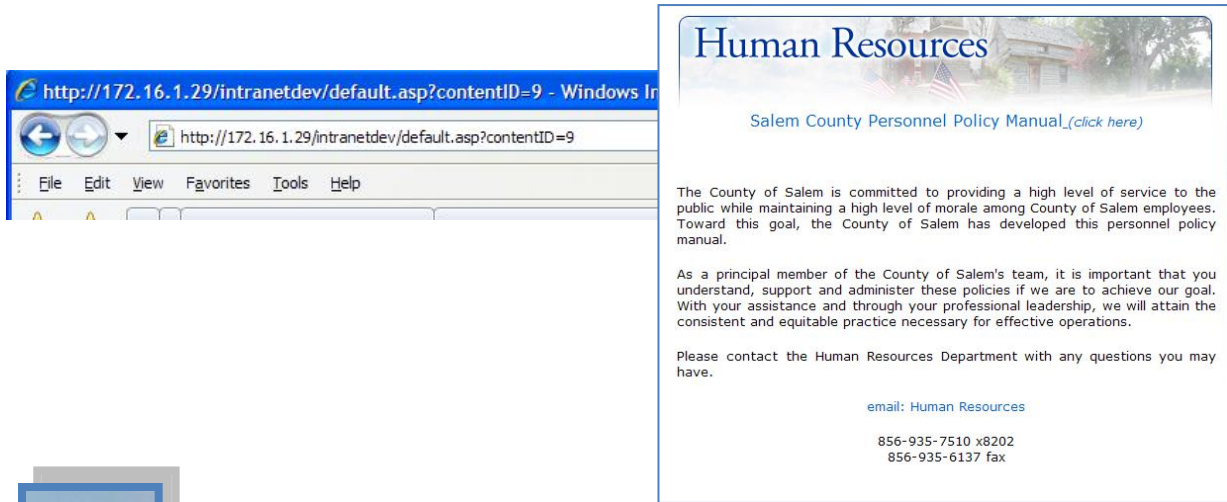 http://172.16.1.29/intranetdev/default.asp?contentID=9 - Windows In
http://172.16.1.29/intranetdev/default.asp?contentID=9
File Edit View Favorites Tools Help
Human Resources
Salem County Personnel Policy Manual (click here)
The County of Salem is committed to providing a high level of service to the
public while maintaining a high level of morale among County of Salem employees.
Toward this goal, the County of Salem has developed this personnel policy
manual.
As a principal member of the County of Salem's team, it is important that you
understand, support and administer these policies if we are to achieve our goal.
With your assistance and through your professional leadership, we will attain the
consistent and equitable practice necessary for effective operations.
Please contact the Human Resources Department with any questions you may
have.
email: Human Resources
856-935-7510 x8202
856-935-6137 fax